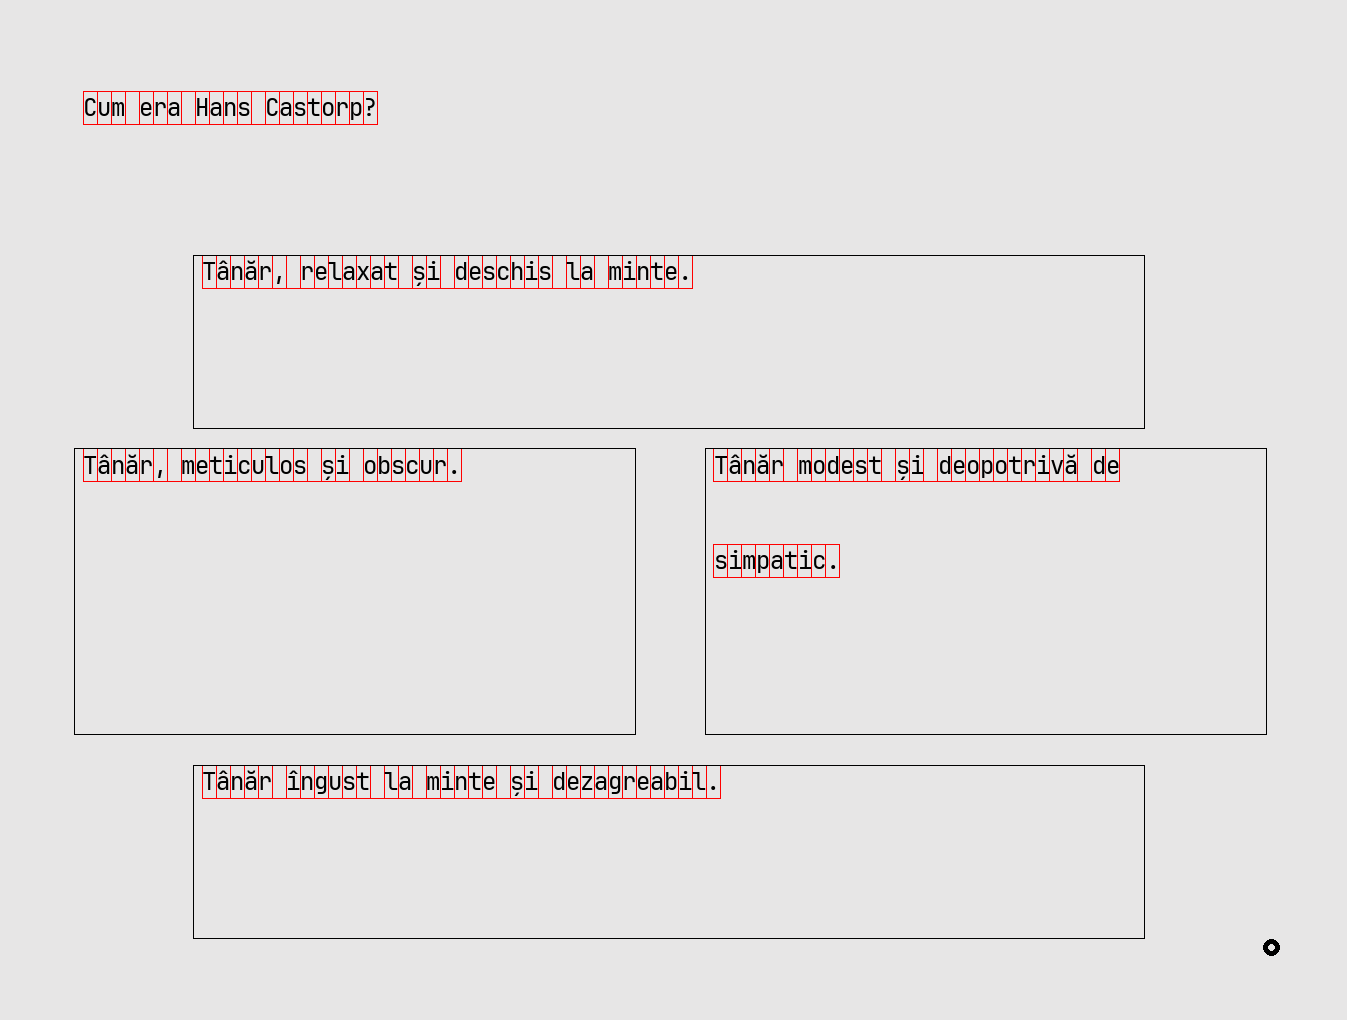 Cum era Hans Castorp?
Tânăr, relaxat și deschis la minte.
Tânăr, meticulos și obscur.
Tânăr modest și deopotrivă de
simpatic.
Tânăr îngust la minte și dezagreabil.